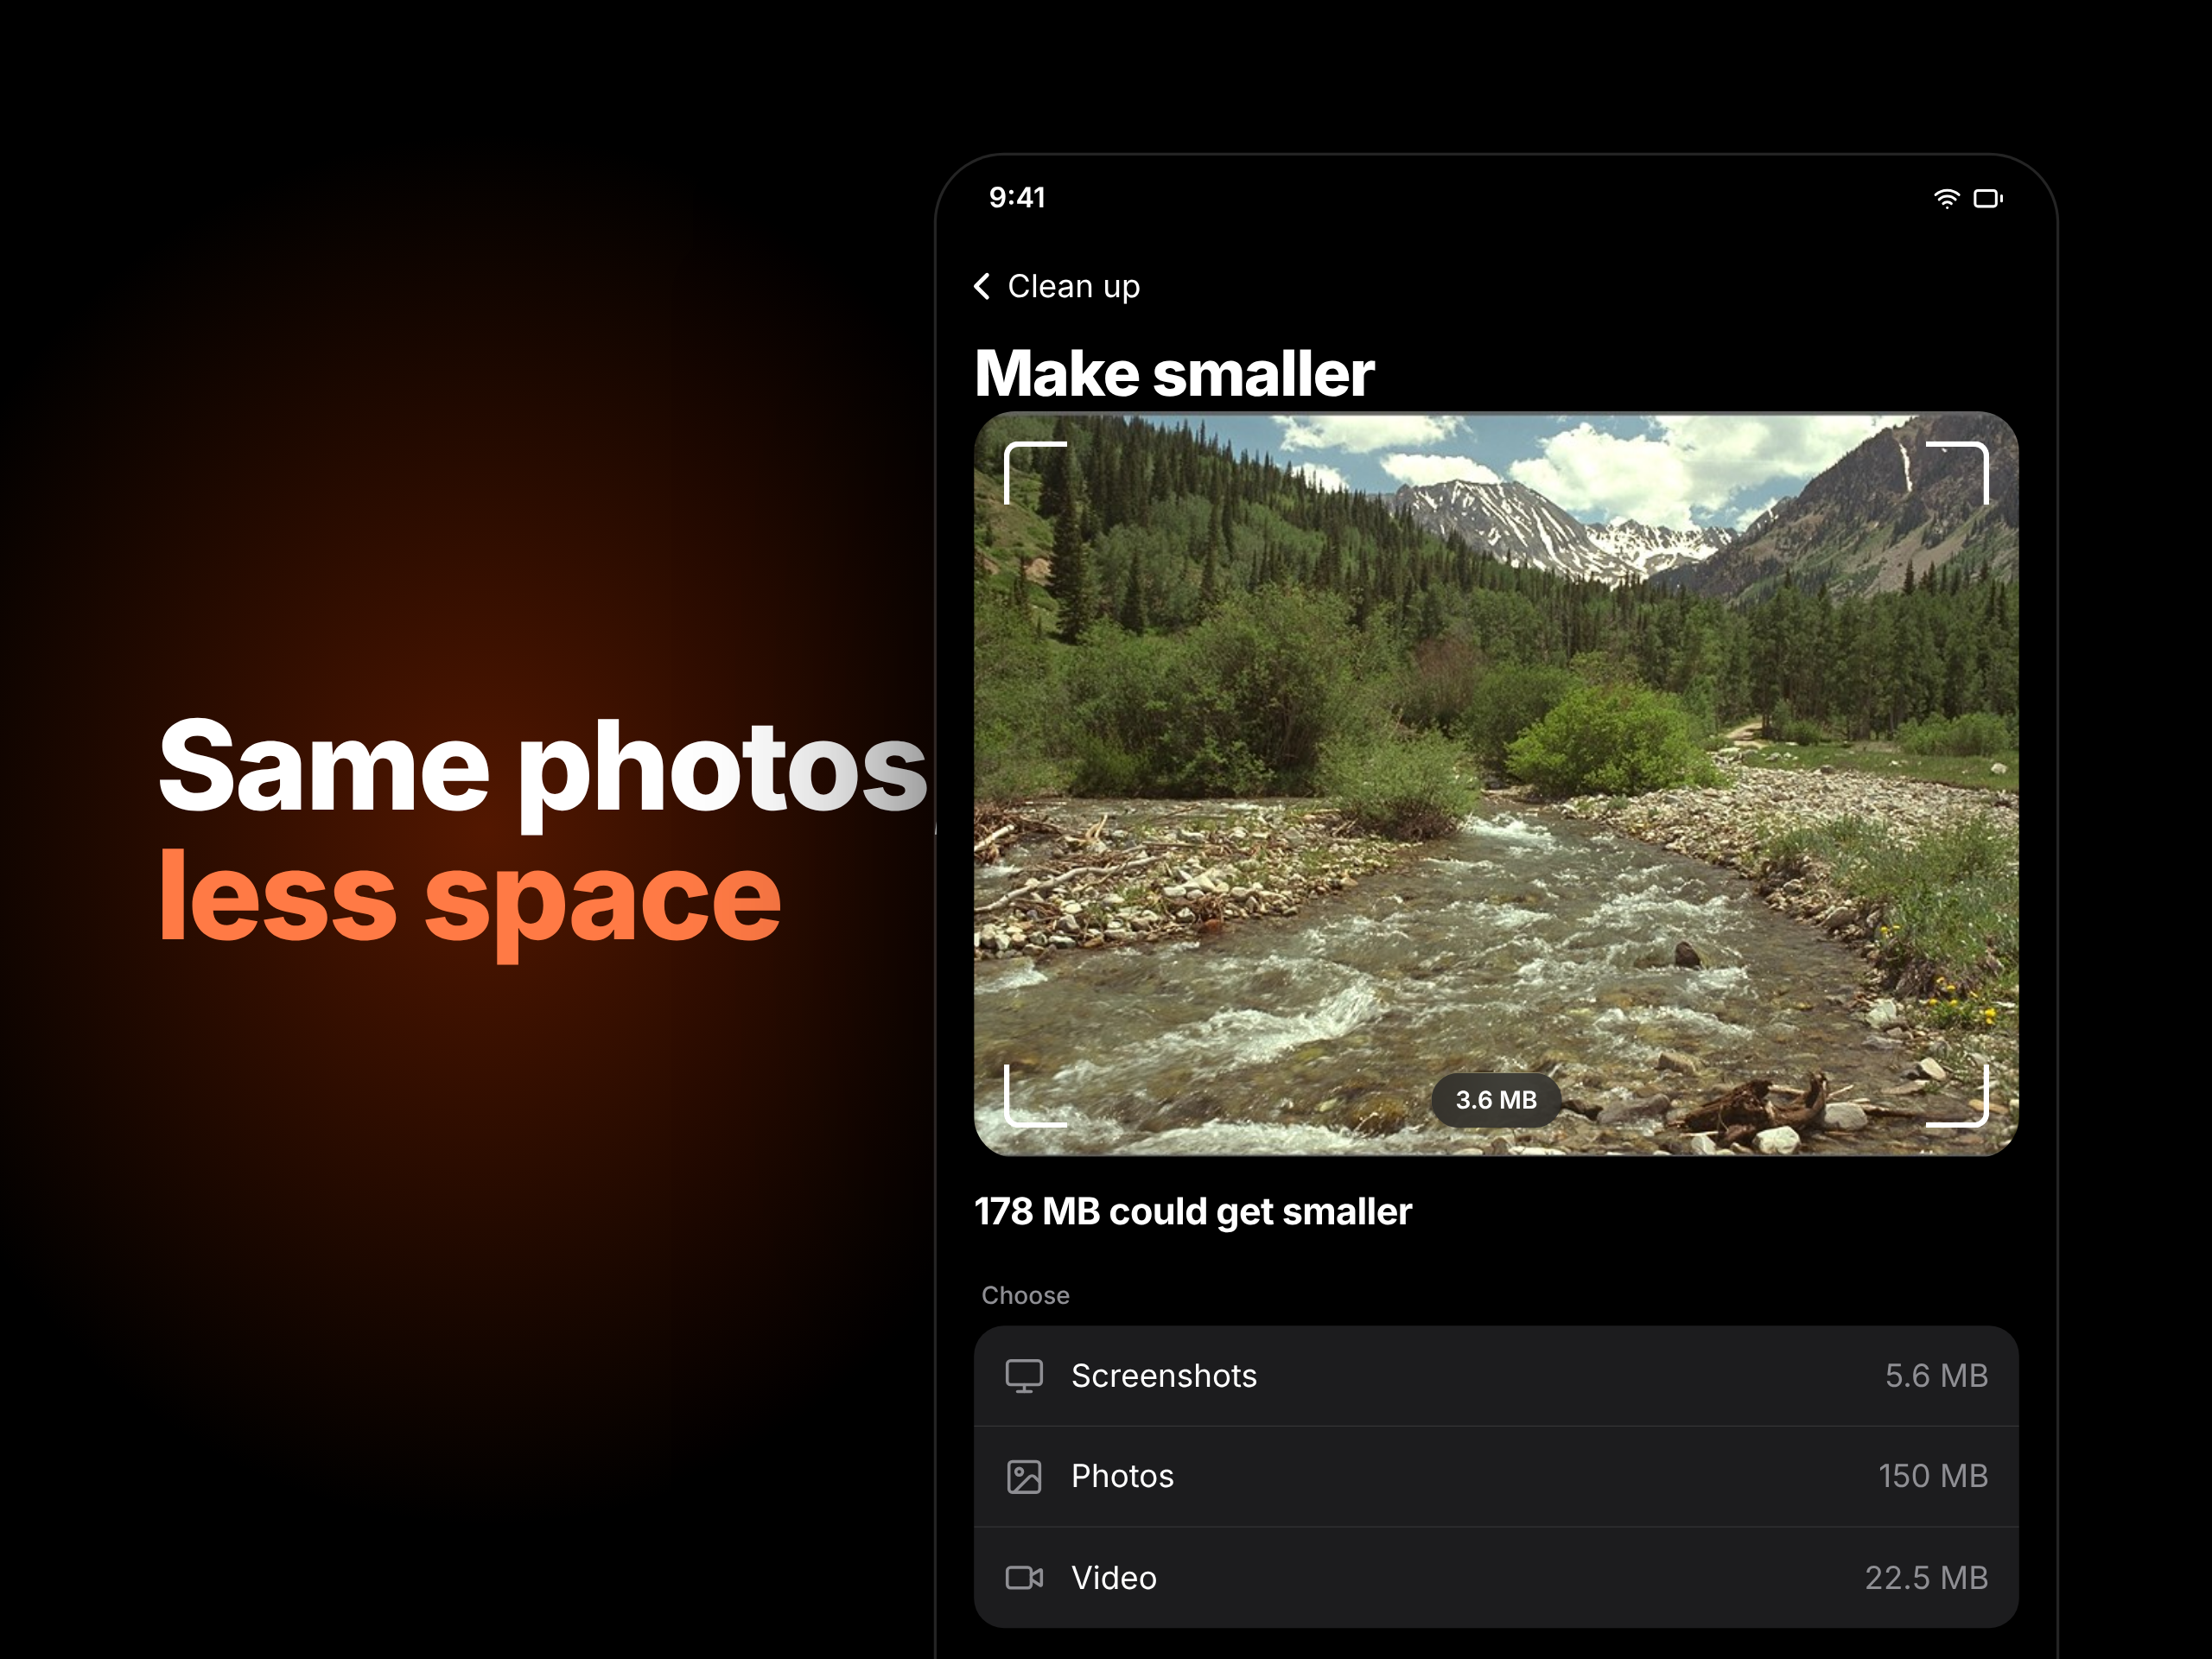 Same photos,
less space
9:41
Clean up
Make smaller
3.6 MB
178 MB could get smaller
Choose
Screenshots 5.6 MB
Photos 150 MB
Video 22.5 MB